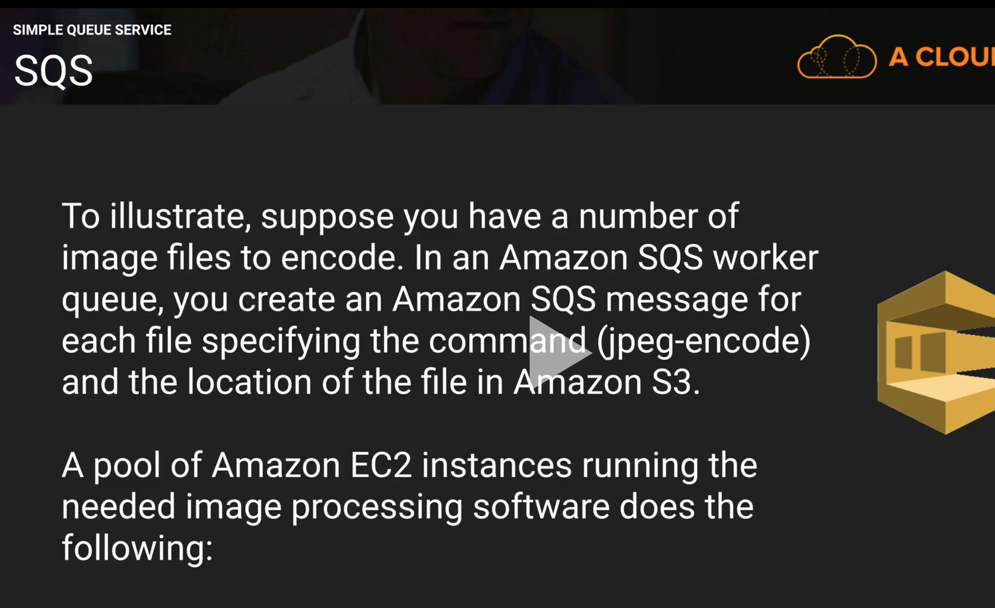 SIMPLE QUEUE SERVICE
SQS
A CLOU
To illustrate, suppose you have a number of
image files to encode. In an Amazon SQS worker
queue, you create an Amazon SQS message for
each file specifying the command (jpeg-encode)
and the location of the file in Amazon S3.
A pool of Amazon EC2 instances running the
needed image processing software does the
following: